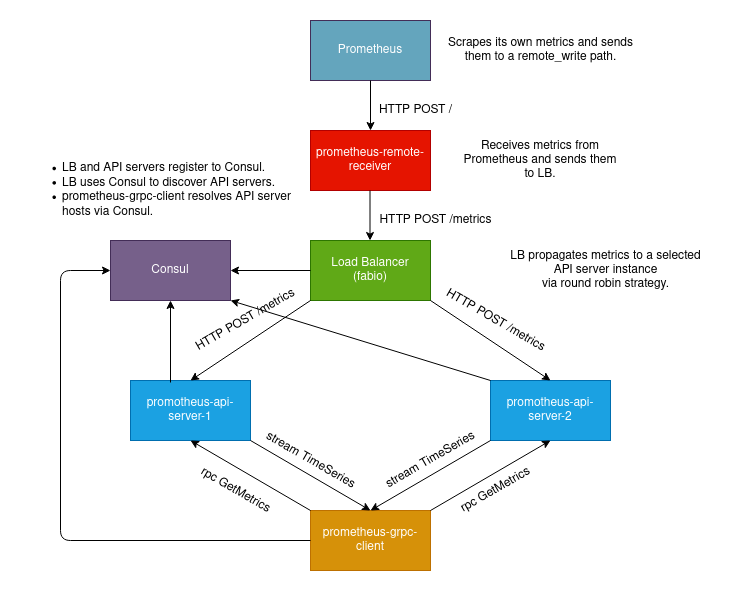 Prometheus
Scrapes its own metrics and sends
them to a remote_write path.
HTTP POST /
prometheus-remote-
receiver
Receives metrics from
Prometheus and sends them
to LB.
• LB and API servers register to Consul.
• LB uses Consul to discover API servers.
• prometheus-grpc-client resolves API server
hosts via Consul.
HTTP POST /metrics
Consul
Load Balancer
(fabio)
LB propagates metrics to a selected
API server instance
via round robin strategy.
HTTP POST /metrics
HTTP POST /metrics
promotheus-api-
server-1
promotheus-api-
server-2
stream TimeSeries
stream TimeSeries
rpc GetMetrics
rpc GetMetrics
prometheus-grpc-
client